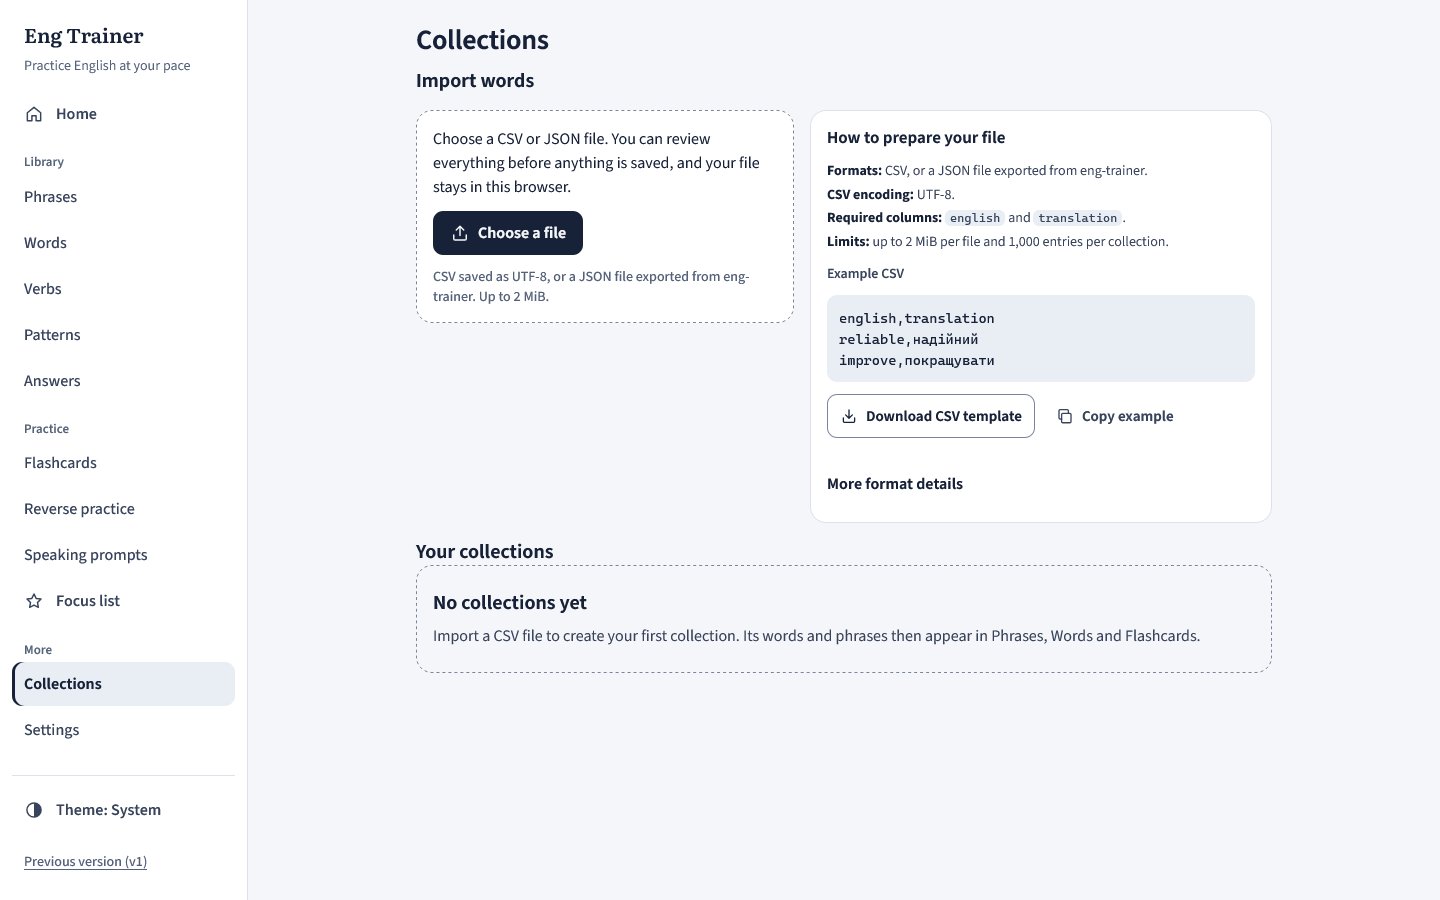 Eng Trainer
Practice English at your pace
Home
Library
Phrases
Words
Verbs
Patterns
Answers
Practice
Flashcards
Reverse practice
Speaking prompts
Focus list
More
Collections
Settings
Theme: System
Previous version (v1)
Collections
Import words
Choose a CSV or JSON file. You can review
everything before anything is saved, and your file
stays in this browser.
Choose a file
CSV saved as UTF-8, or a JSON file exported from eng-
trainer. Up to 2 MiB.
How to prepare your file
Formats: CSV, or a JSON file exported from eng-trainer.
CSV encoding: UTF-8.
Required columns: english and translation.
Limits: up to 2 MiB per file and 1,000 entries per collection.
Example CSV
english,translation
reliable,надійний
improve,покращувати
Download CSV template
Copy example
More format details
Your collections
No collections yet
Import a CSV file to create your first collection. Its words and phrases then appear in Phrases, Words and Flashcards.